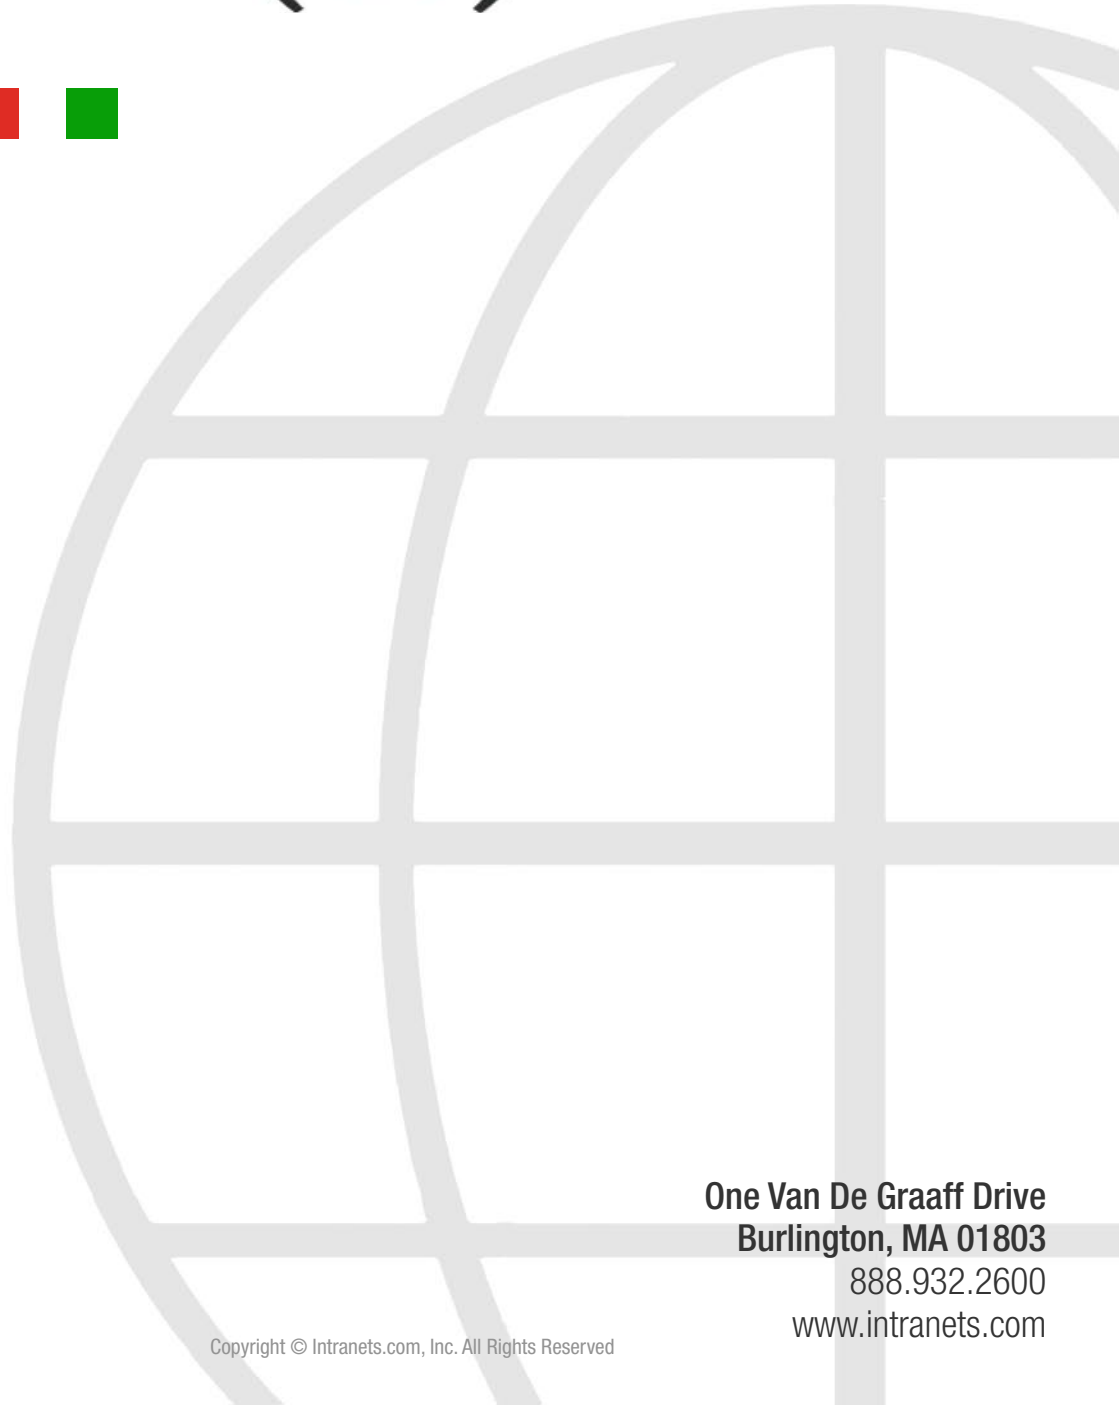 One Van De Graaff Drive
Burlington, MA 01803
888.932.2600
www.intranets.com
Copyright © Intranets.com, Inc. All Rights Reserved